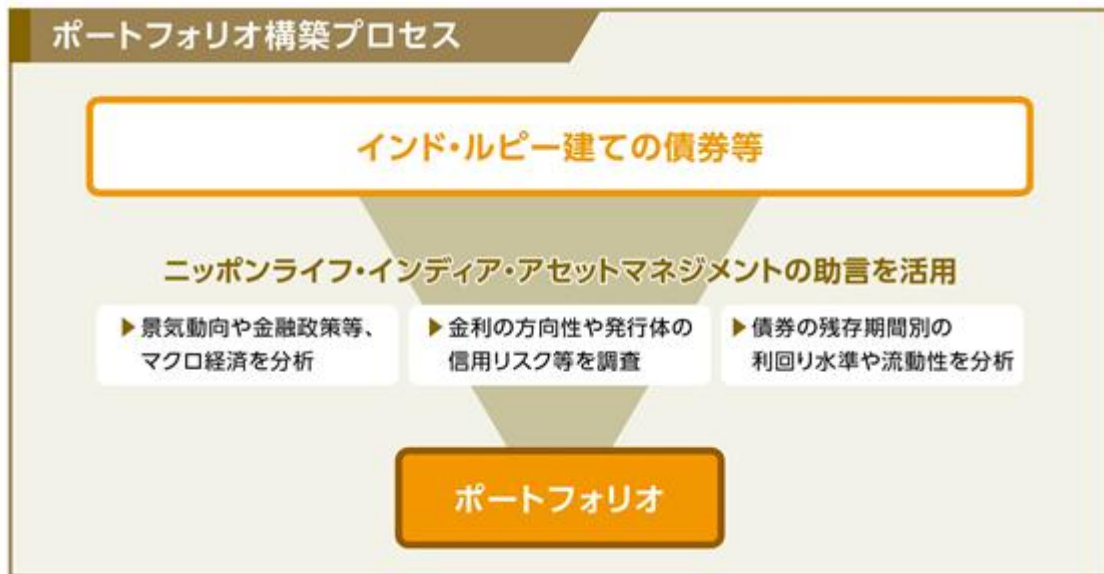 ポートフォリオ構築プロセス
インド・ルピー建ての債券等
ニッポンライフ・インディア・アセットマネジメントの助言を活用
▶景気動向や金融政策等、
マクロ経済を分析
▶金利の方向性や発行体の
信用リスク等を調査
▶債券の残存期間別の
利回り水準や流動性を分析
ポートフォリオ